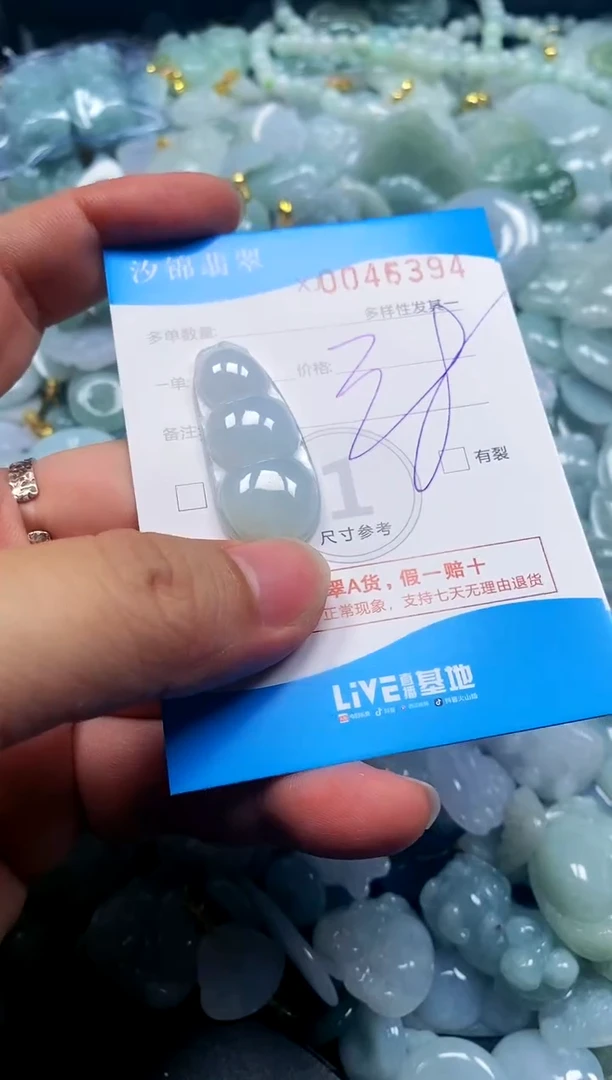 汐锦翡翠
0046394
多样性发其一
多单数量:
一单:
价格:
备注
有裂
1
尺寸参考
翠A货，假一赔十
正常现象，支持七天无理由退货
LiVE直播基地